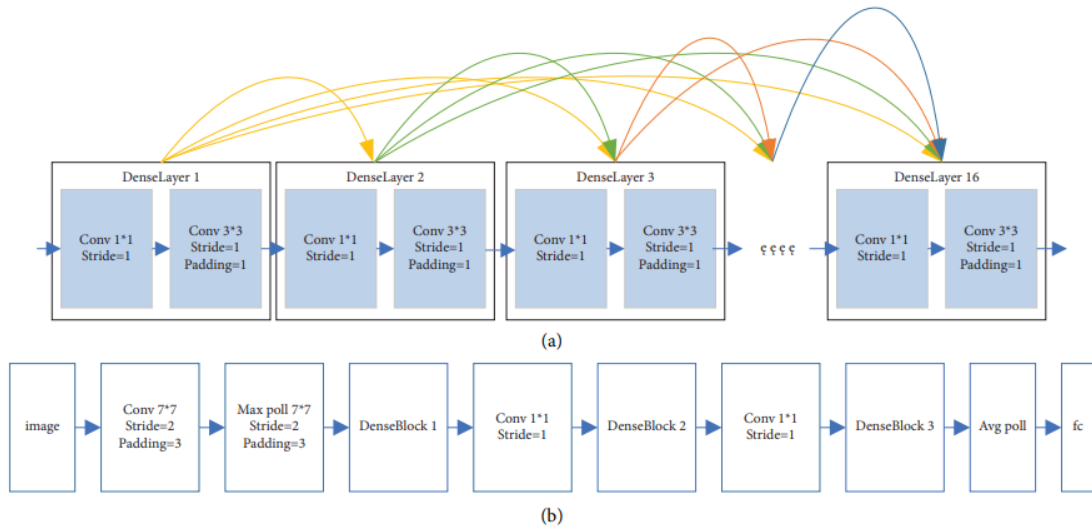 DenseLayer 1
Conv 1*1
Stride=1
Conv 3*3
Stride=1
Padding=1
DenseLayer 2
Conv 1*1
Stride=1
Conv 3*3
Stride=1
Padding=1
DenseLayer 3
Conv 1*1
Stride=1
Conv 3*3
Stride=1
Padding=1
؟؟؟؟
DenseLayer 16
Conv 1*1
Stride=1
Conv 3*3
Stride=1
Padding=1
(a)
image
Conv 7*7
Stride=2
Padding=3
Max poll 7*7
Stride=2
Padding=3
DenseBlock 1
Conv 1*1
Stride=1
DenseBlock 2
Conv 1*1
Stride=1
DenseBlock 3
Avg poll
fc
(b)